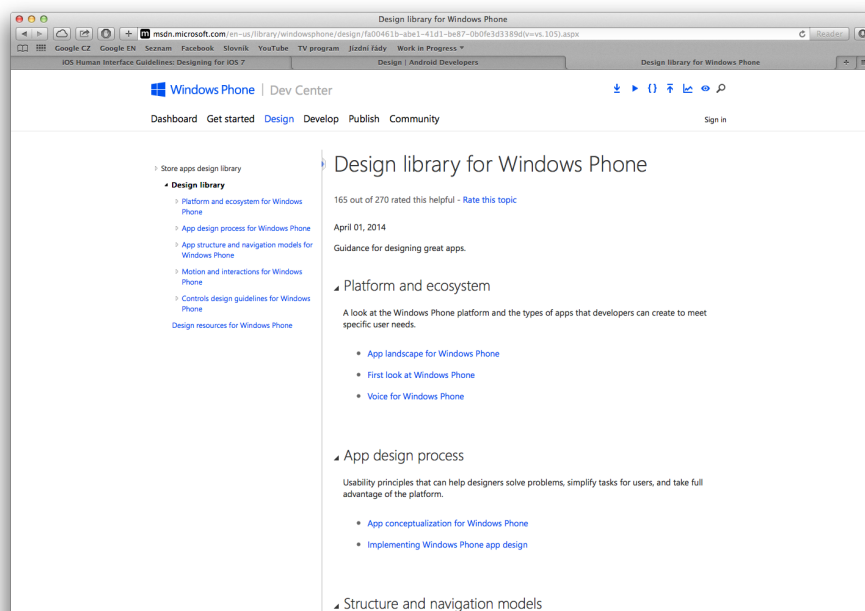 Design library for Windows Phone
msdn.microsoft.com/en-us/library/windowsphone/design/fa00461b-abe1-41d1-be87-0b0fe3d3389d(v=vs.105).aspx
Reader
Google CZ Google EN Seznam Facebook Slovník YouTube TV program Jízdní řády Work in Progress
iOS Human Interface Guidelines: Designing for iOS 7
Design | Android Developers
Design library for Windows Phone
Windows Phone | Dev Center
Dashboard Get started Design Develop Publish Community
Sign in
Store apps design library
Design library
Platform and ecosystem for Windows
Phone
App design process for Windows Phone
App structure and navigation models for
Windows Phone
Motion and interactions for Windows
Phone
Controls design guidelines for Windows
Phone
Design resources for Windows Phone
Design library for Windows Phone
165 out of 270 rated this helpful - Rate this topic
April 01, 2014
Guidance for designing great apps.
Platform and ecosystem
A look at the Windows Phone platform and the types of apps that developers can create to meet
specific user needs.
• App landscape for Windows Phone
• First look at Windows Phone
• Voice for Windows Phone
App design process
Usability principles that can help designers solve problems, simplify tasks for users, and take full
advantage of the platform.
• App conceptualization for Windows Phone
• Implementing Windows Phone app design
Structure and navigation models